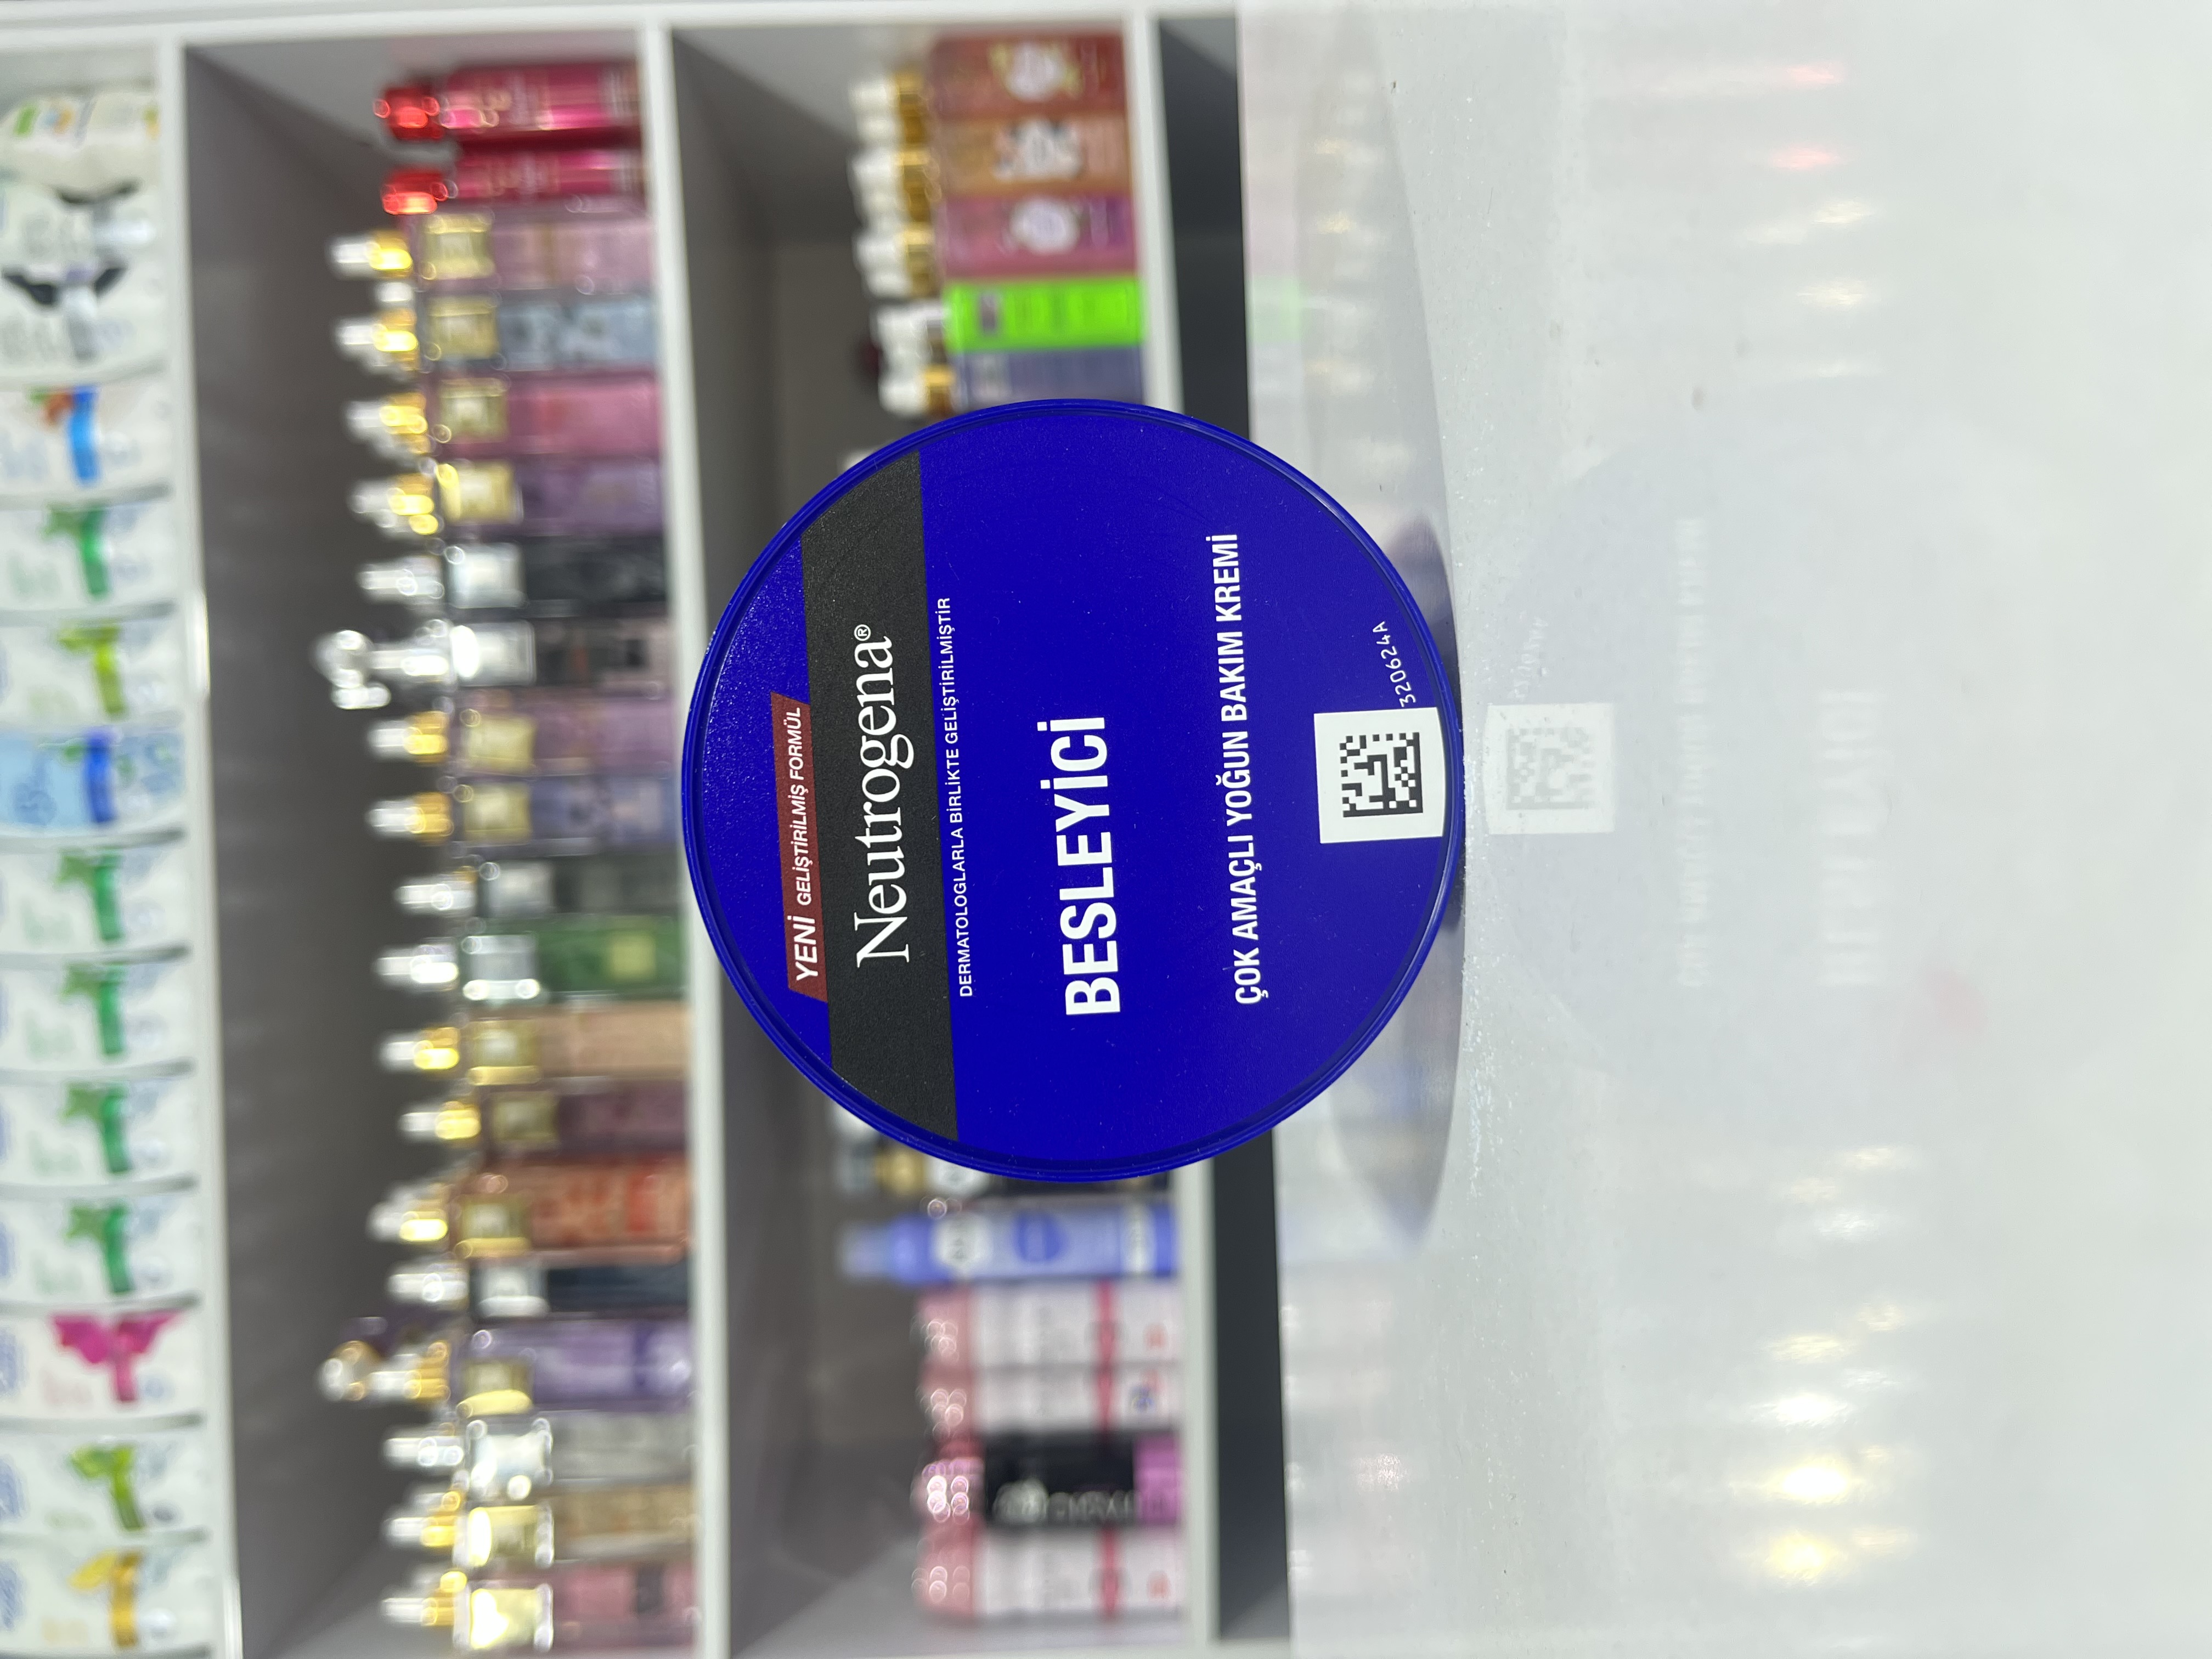 YENİ GELİŞTİRİLMİŞ FORMÜL
Neutrogena®
DERMATOLOGLARLA BİRLİKTE GELİŞTİRİLMİŞTİR
BESLEYİCİ
ÇOK AMAÇLI YOĞUN BAKIM KREMİ
320624A